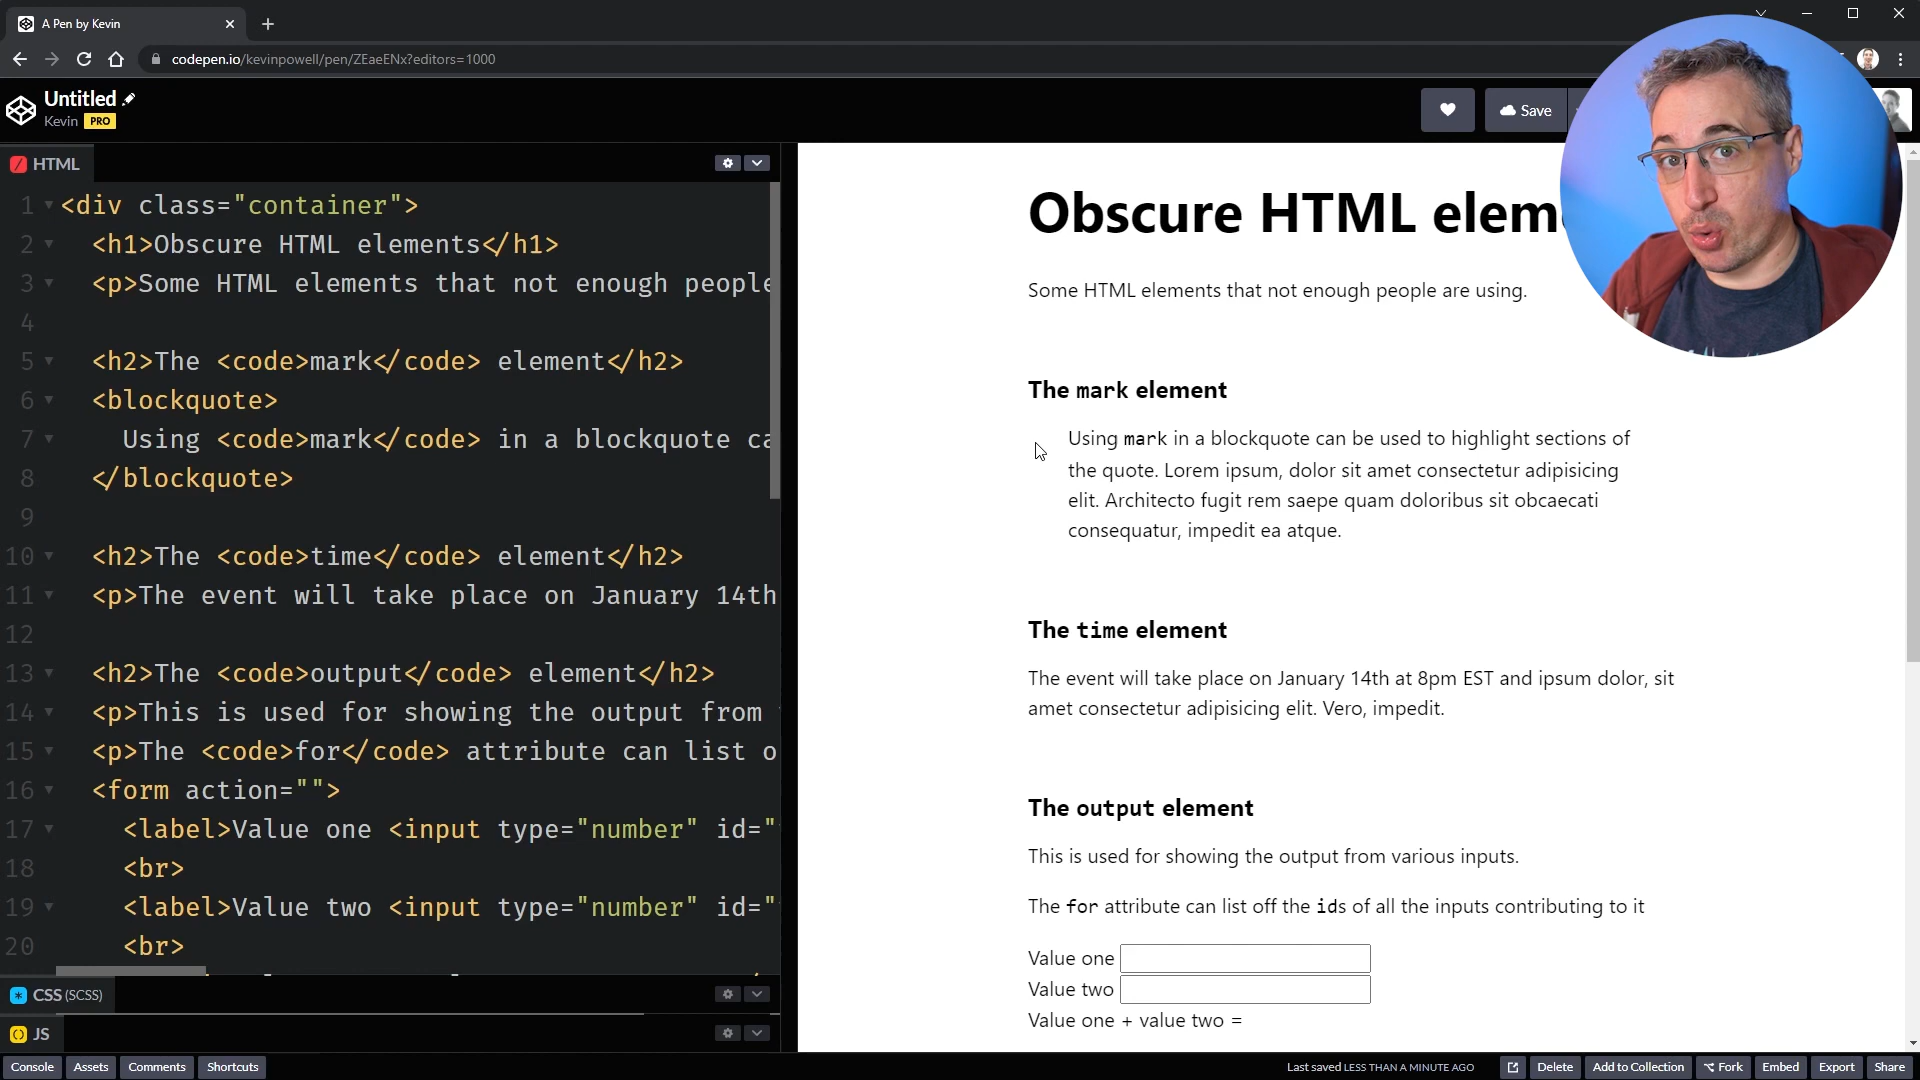 A Pen by Kevin
codepen.io/kevinpowell/pen/ZEaeENx?editors=1000
Untitled
Kevin PRO
Save
HTML
1 <div class="container">
2 <h1>Obscure HTML elements</h1>
3 <p>Some HTML elements that not enough people
4
5 <h2>The <code>mark</code> element</h2>
6 <blockquote>
7 Using <code>mark</code> in a blockquote ca
8 </blockquote>
9
10 <h2>The <code>time</code> element</h2>
11 <p>The event will take place on January 14th
12
13 <h2>The <code>output</code> element</h2>
14 <p>This is used for showing the output from
15 <p>The <code>for</code> attribute can list o
16 <form action="">
17 <label>Value one <input type="number" id="
18 <br>
19 <label>Value two <input type="number" id="
20 <br>
CSS (SCSS)
JS
Obscure HTML elem
Some HTML elements that not enough people are using.
The mark element
Using mark in a blockquote can be used to highlight sections of
the quote. Lorem ipsum, dolor sit amet consectetur adipisicing
elit. Architecto fugit rem saepe quam doloribus sit obcaecati
consequatur, impedit ea atque.
The time element
The event will take place on January 14th at 8pm EST and ipsum dolor, sit
amet consectetur adipisicing elit. Vero, impedit.
The output element
This is used for showing the output from various inputs.
The for attribute can list off the ids of all the inputs contributing to it
Value one
Value two
Value one + value two =
Console Assets Comments Shortcuts
Last saved LESS THAN A MINUTE AGO Delete Add to Collection Fork Embed Export Share